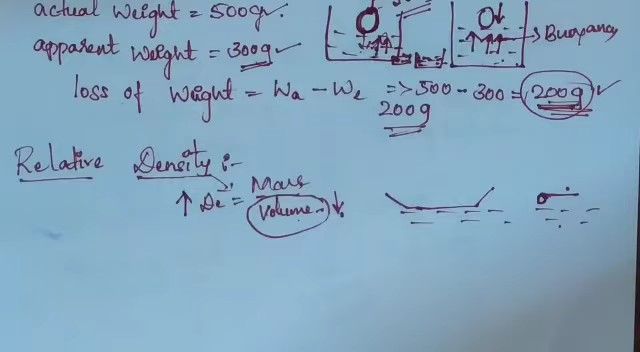 actual weight = 500gr.
apparent weight = 300g ✓
→ Buoyancy
loss of weight = Wa - We => 500 - 300 = 200g ✓
200g
Relative Density :-
↑ De = Mass
Volume ↓